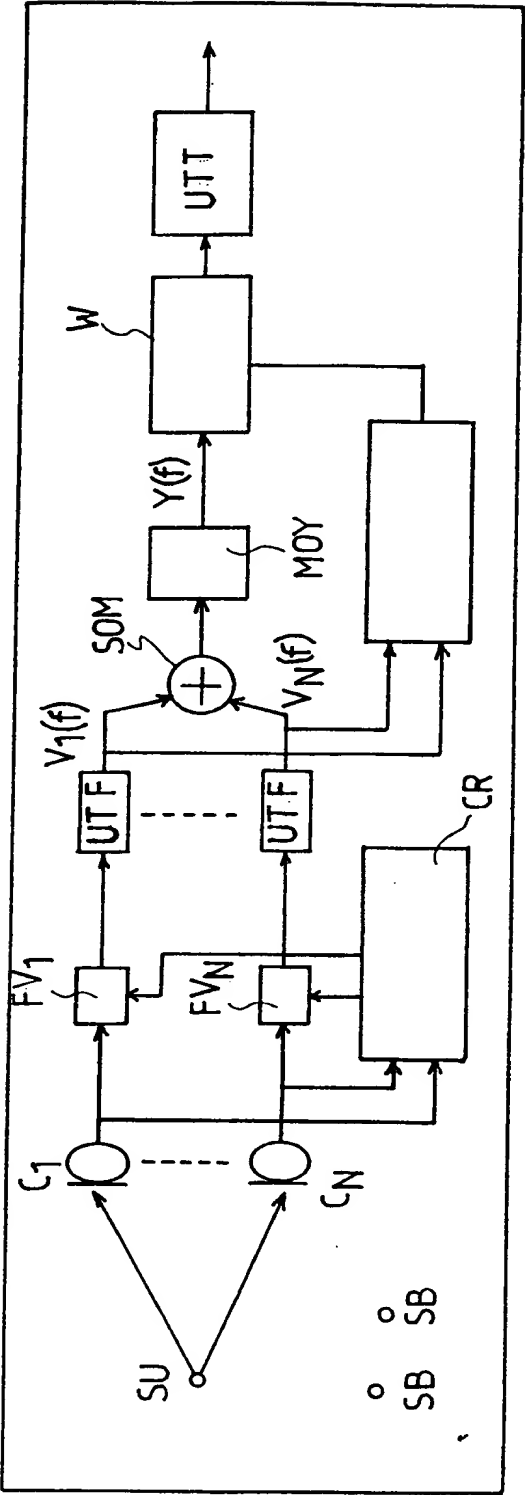 SU
SB
SB
C1
CN
FV1
FVN
CR
UTF
UTF
V1(f)
VN(f)
SOM
MOY
Y(f)
W
UTT